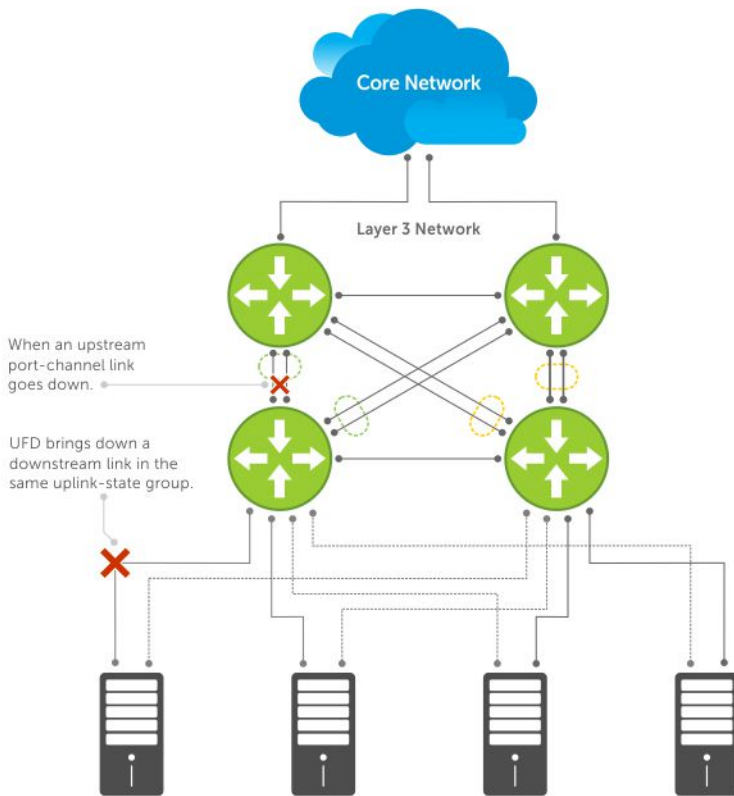 Core Network
Layer 3 Network
When an upstream
port-channel link
goes down.
UFD brings down a
downstream link in the
same uplink-state group.